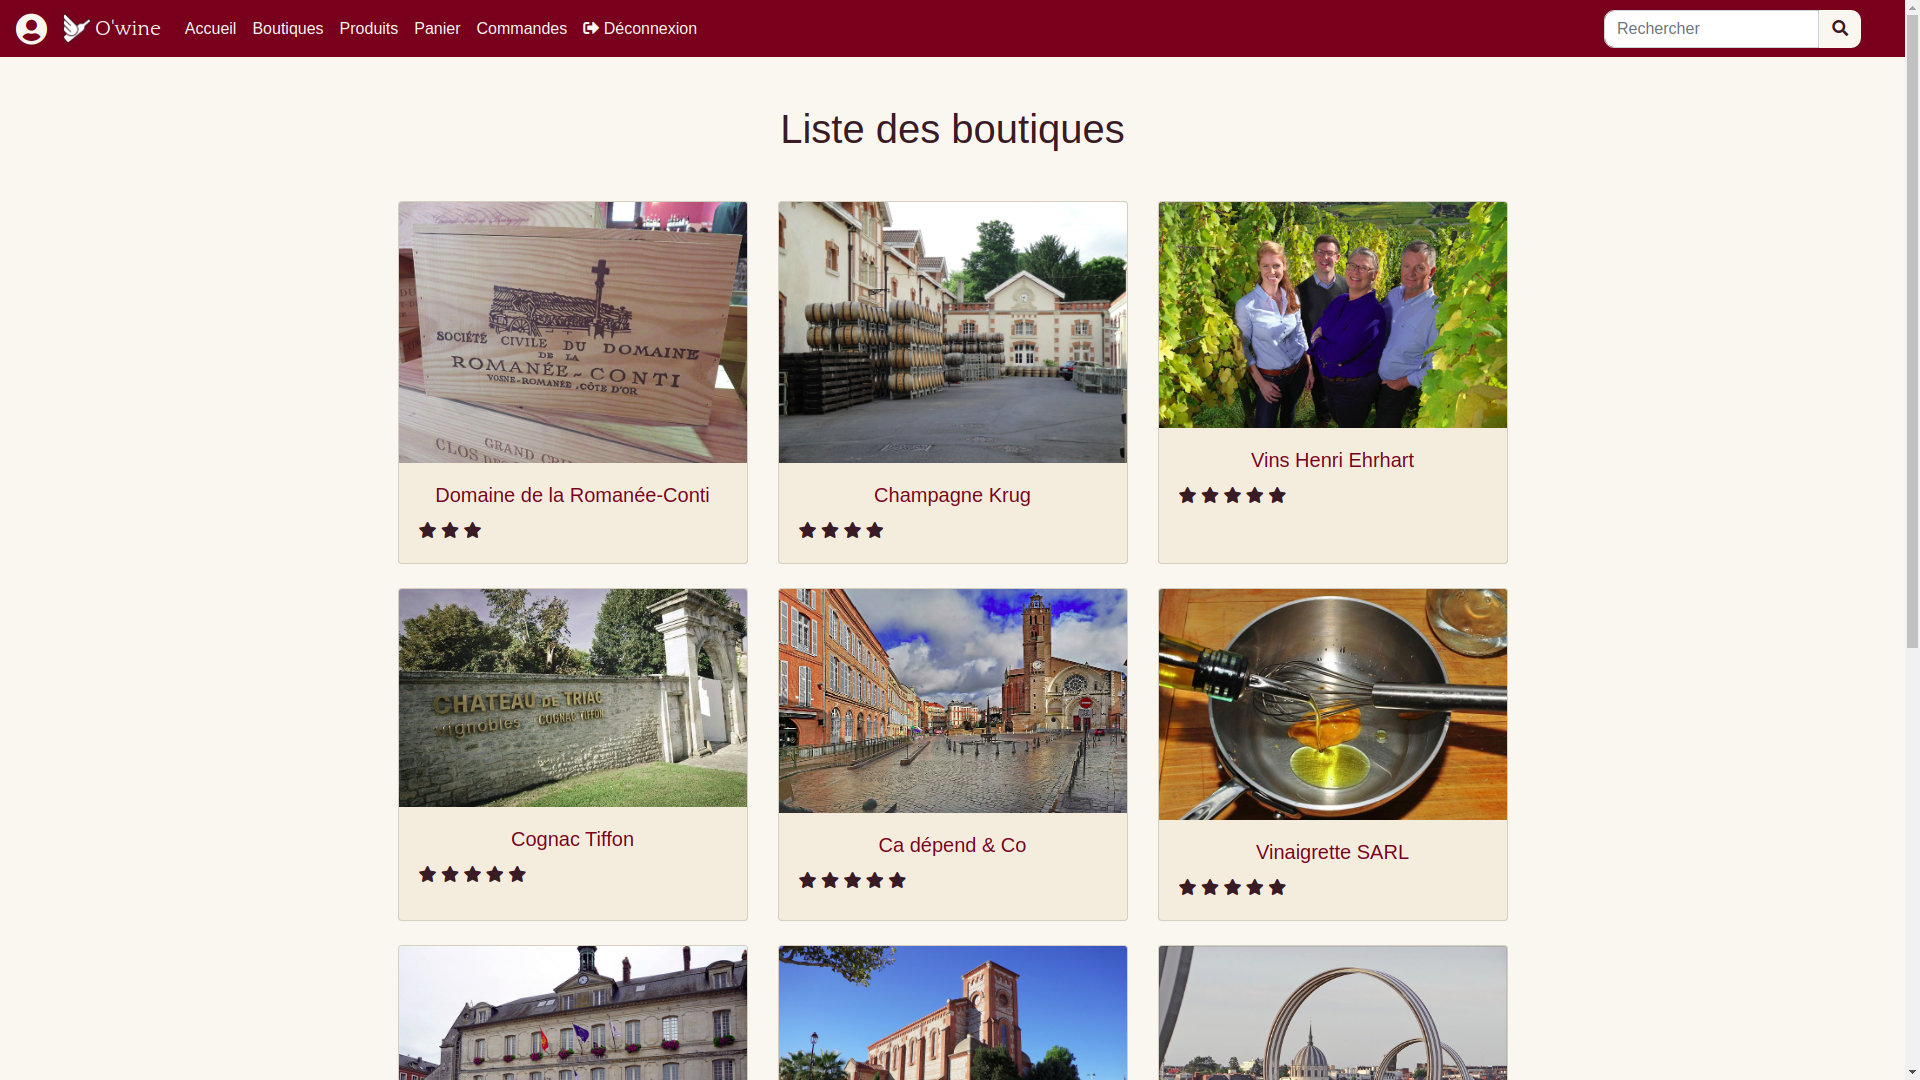 O'wine Accueil Boutiques Produits Panier Commandes Déconnexion Rechercher
Liste des boutiques
SOCIÉTÉ CIVILE DU DOMAINE
DE LA
ROMANÉE-CONTI
VOSNE-ROMANÉE, CÔTE D'OR
GRAND CRU
CLOS DE
CHATEAU DE TRIAC
vignobles COGNAC TIFFON
Domaine de la Romanée-Conti
Champagne Krug
Vins Henri Ehrhart
Cognac Tiffon
Ca dépend & Co
Vinaigrette SARL